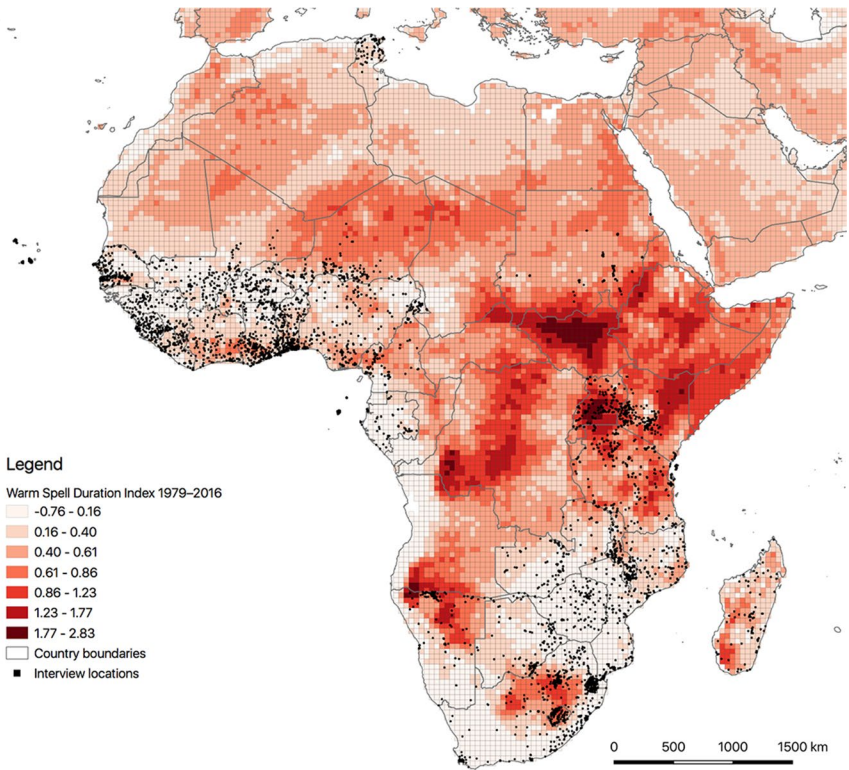 Legend
Warm Spell Duration Index 1979–2016
-0.76 - 0.16
0.16 - 0.40
0.40 - 0.61
0.61 - 0.86
0.86 - 1.23
1.23 - 1.77
1.77 - 2.83
Country boundaries
Interview locations
0 500 1000 1500 km